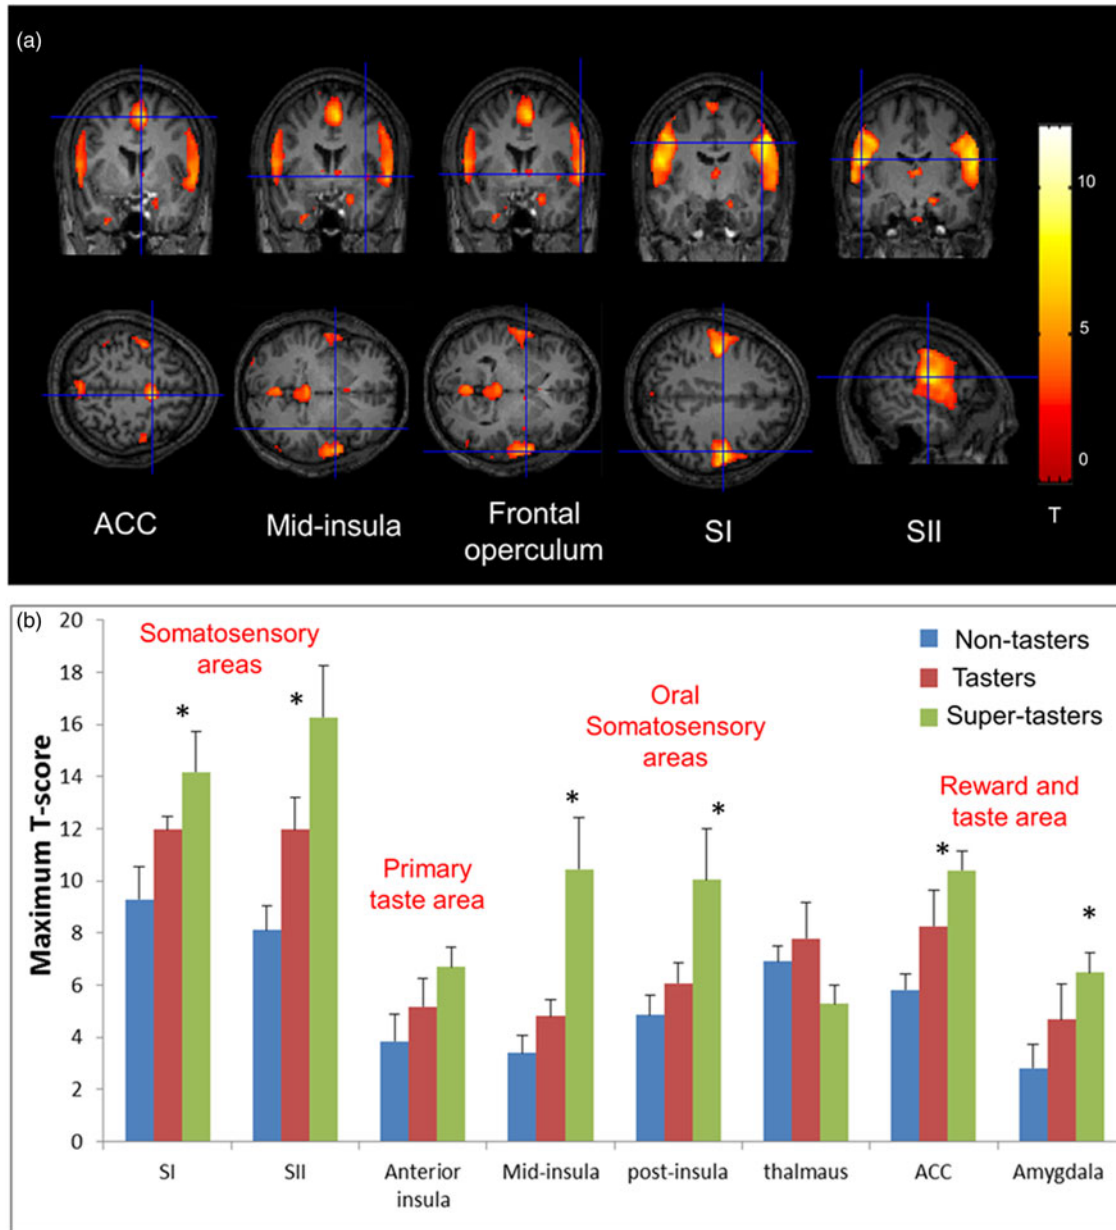 (a)
10
5
0
T
ACC
Mid-insula
Frontal
operculum
SI
SII
(b)
20
18
16
14
12
10
8
6
4
2
0
Maximum T-score
Somatosensory
areas
*
*
Primary
taste area
Oral
Somatosensory
areas
*
*
Reward and
taste area
*
*
Non-tasters
Tasters
Super-tasters
SI
SII
Anterior
insula
Mid-insula
post-insula
thalmaus
ACC
Amygdala